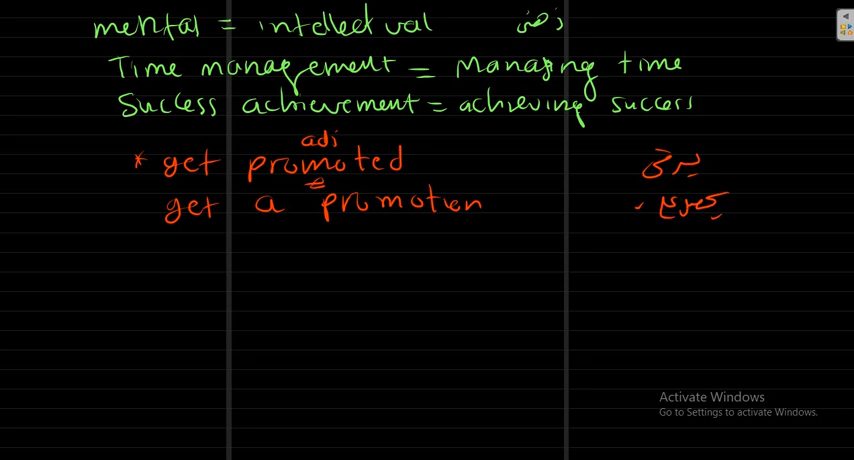 mental = intellectual ذهني
Time management = Managing time
Success achievement = achieving success
adj
* get promoted يرقى
get a promotion
Activate Windows
Go to Settings to activate Windows.